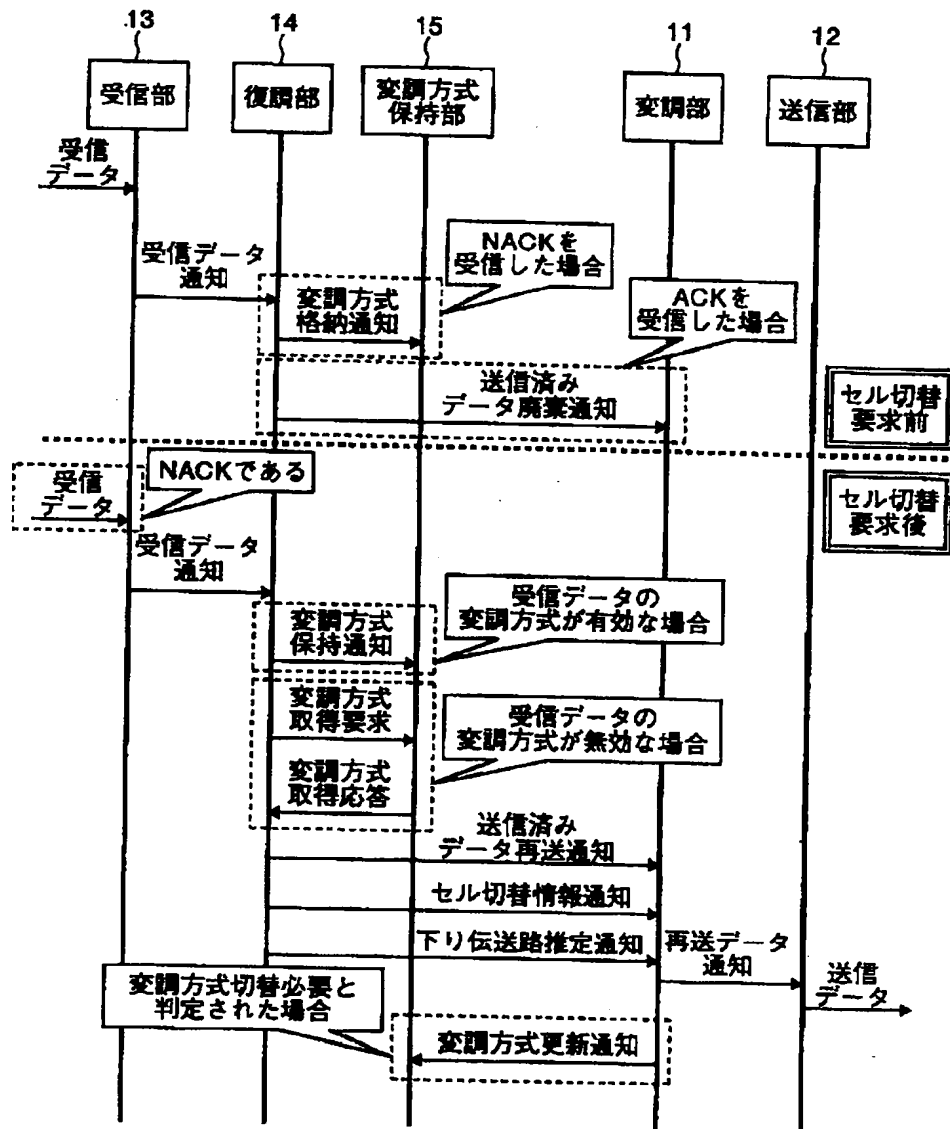 13
14
15
11
12
受信部
復調部
変調方式
保持部
変調部
送信部
受信
データ
受信データ
通知
NACKを
受信した場合
変調方式
格納通知
ACKを
受信した場合
送信済み
データ廃棄通知
セル切替
要求前
受信
データ
NACKである
セル切替
要求後
受信データ
通知
変調方式
保持通知
受信データの
変調方式が有効な場合
変調方式
取得要求
受信データの
変調方式が無効な場合
変調方式
取得応答
送信済み
データ再送通知
セル切替情報通知
下り伝送路推定通知
再送データ
通知
送信
データ
変調方式切替必要と
判定された場合
変調方式更新通知